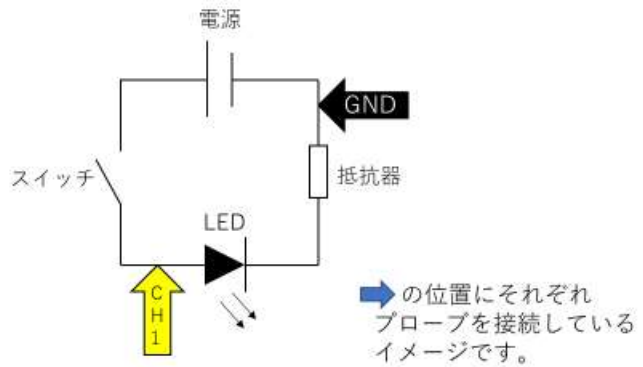 電源
GND
スイッチ
抵抗器
LED
CH1
の位置にそれぞれ
プローブを接続している
イメージです。